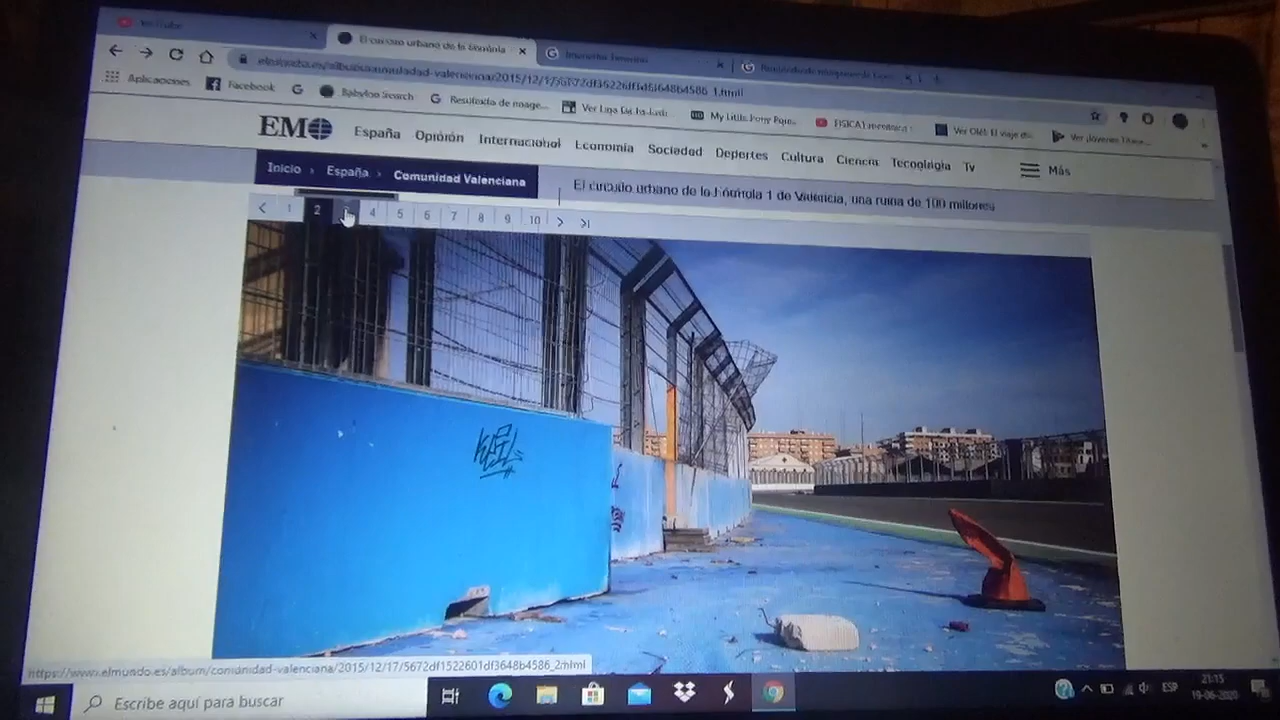 YouTube
El circuito urbano de la Fórmula
Aplicaciones
Facebook
G
Babylon Search
Resultado de image...
My Little Pony Eque...
EM
España
Opinión
Internacional
Economía
Sociedad
Deportes
Cultura
Ciencia
Tecnología
Tv
Más
Inicio
España
Comunidad Valenciana
El circuito urbano de la Fórmula 1 de Valencia, una ruina de 100 millones
1 2 3 4 5 6 7 8 9 10
https://www.elmundo.es/album/comunidad-valenciana/2015/12/17/5672df1522601df3648b4586_2.html
Escribe aquí para buscar
ESP
21:15
19-06-2020